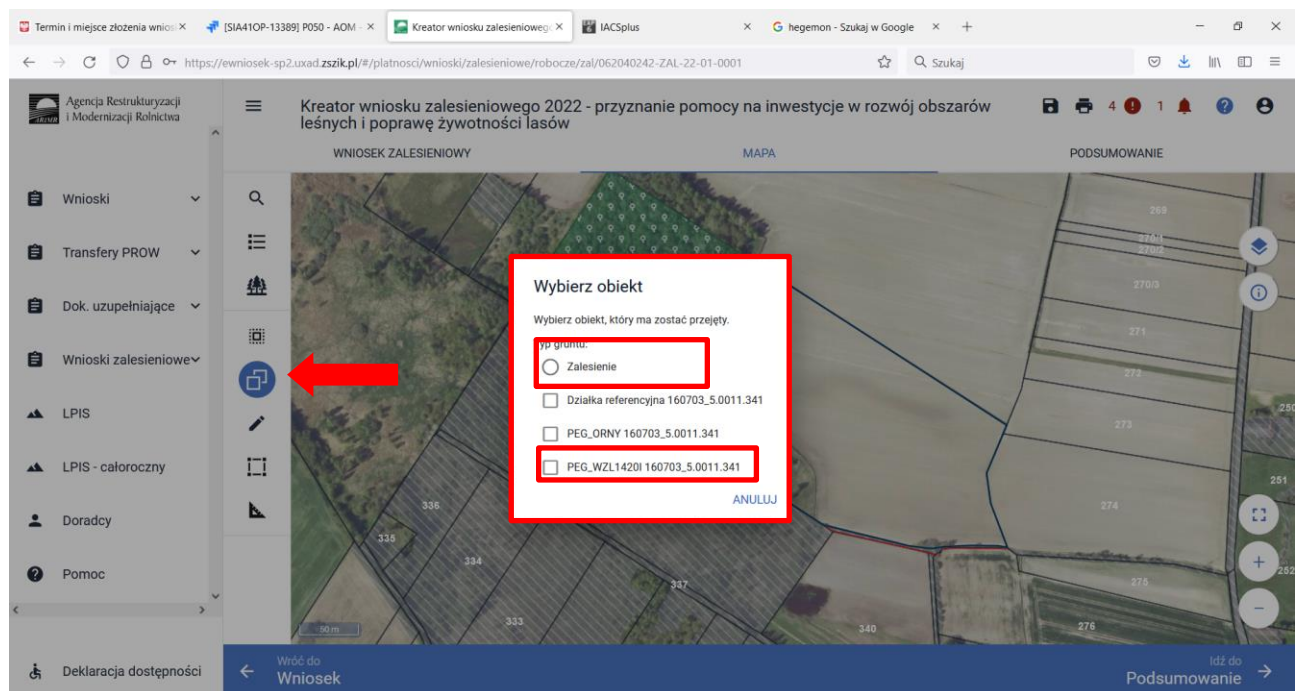 Termin i miejsce złożenia wnios
[SIA41OP-13389] P050 - AOM -
Kreator wniosku zalesieniowego
IACSplus
hegemon - Szukaj w Google
https://ewniosek-sp2.uxad.zszik.pl/#/platnosci/wnioski/zalesieniowe/robocze/zal/062040242-ZAL-22-01-0001
Szukaj
ARiMR
Agencja Restrukturyzacji
i Modernizacji Rolnictwa
Kreator wniosku zalesieniowego 2022 - przyznanie pomocy na inwestycje w rozwój obszarów
leśnych i poprawę żywotności lasów
4
1
WNIOSEK ZALESIENIOWY
MAPA
PODSUMOWANIE
Wnioski
Transfery PROW
Dok. uzupełniające
Wnioski zalesieniowe
LPIS
LPIS - całoroczny
Doradcy
Pomoc
Deklaracja dostępności
Wybierz obiekt
Wybierz obiekt, który ma zostać przejęty.
yp gruntu:
Zalesienie
Działka referencyjna 160703_5.0011.341
PEG_ORNY 160703_5.0011.341
PEG_WZL1420I 160703_5.0011.341
ANULUJ
269
270/1
270/2
270/3
271
272
273
250
274
251
275
252
276
336
335
334
337
333
340
50 m
Wróć do
Wniosek
Idź do
Podsumowanie